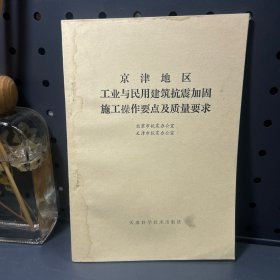 京津地区
工业与民用建筑抗震加固
施工操作要点及质量要求
北京市抗震办公室
天津市抗震办公室
天津科学技术出版社